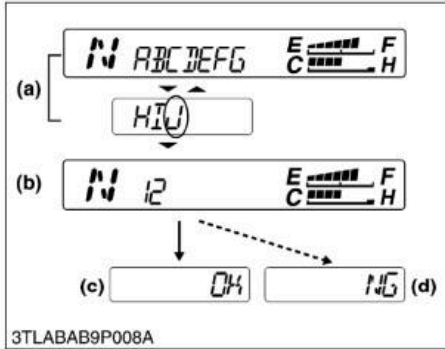 N ABCDEFG E F
C H
(a)
HIJ
(b) N 12 E F
C H
(c) OK NG (d)
3TLABAB9P008A